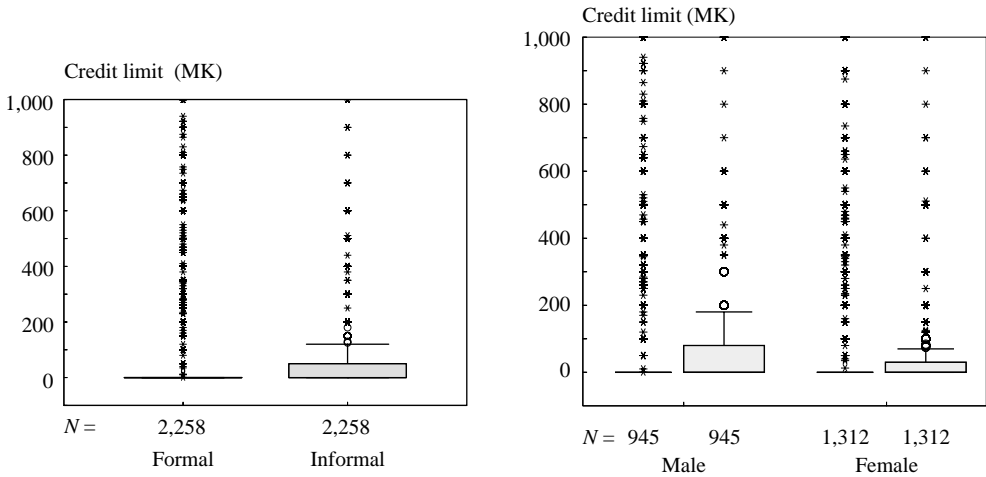 Credit limit (MK)
1,000
800
600
400
200
0
N = 2,258 2,258
Formal Informal
Credit limit (MK)
1,000
800
600
400
200
0
N = 945 945 1,312 1,312
Male Female